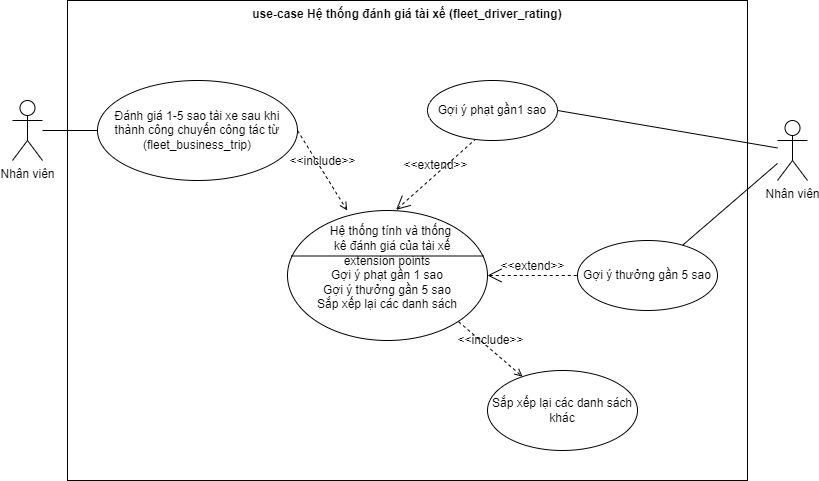 use-case Hệ thống đánh giá tài xế (fleet_driver_rating)
Đánh giá 1-5 sao tài xe sau khi
thành công chuyến công tác từ
(fleet_business_trip)
Gợi ý phạt gần1 sao
Nhân viên
<<include>>
<<extend>>
Nhân viên
Hệ thống tính và thống
kê đánh giá của tài xế
extension points
Gợi ý phạt gần 1 sao
Gợi ý thưởng gần 5 sao
Sắp xếp lại các danh sách
<<extend>>
Gợi ý thưởng gần 5 sao
<<include>>
Sắp xếp lại các danh sách
khác